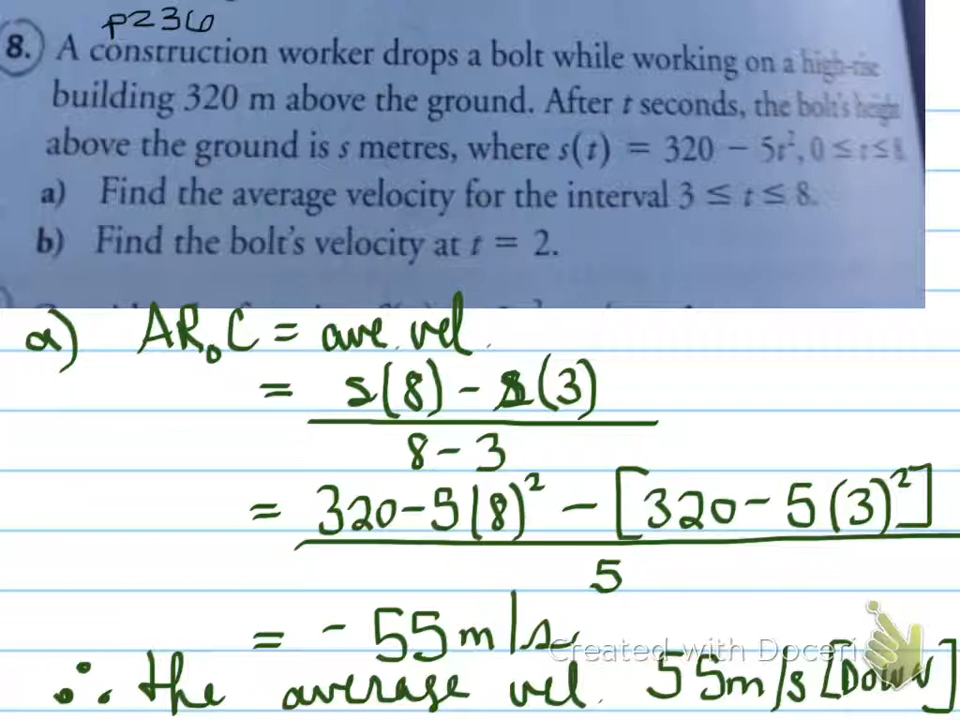 p236
8. A construction worker drops a bolt while working on a high-rise
building 320 m above the ground. After t seconds, the bolt's height
above the ground is s metres, where s(t) = 320 − 5t², 0 ≤ t ≤ 8.
a) Find the average velocity for the interval 3 ≤ t ≤ 8.
b) Find the bolt's velocity at t = 2.
a) ARoC = ave. vel.
= s(8) - s(3)
8 - 3
= 320 - 5(8)² - [320 - 5(3)²]
5
= - 55 m/s
Created with Doceri
∴ the average vel. 55m/s [Down]